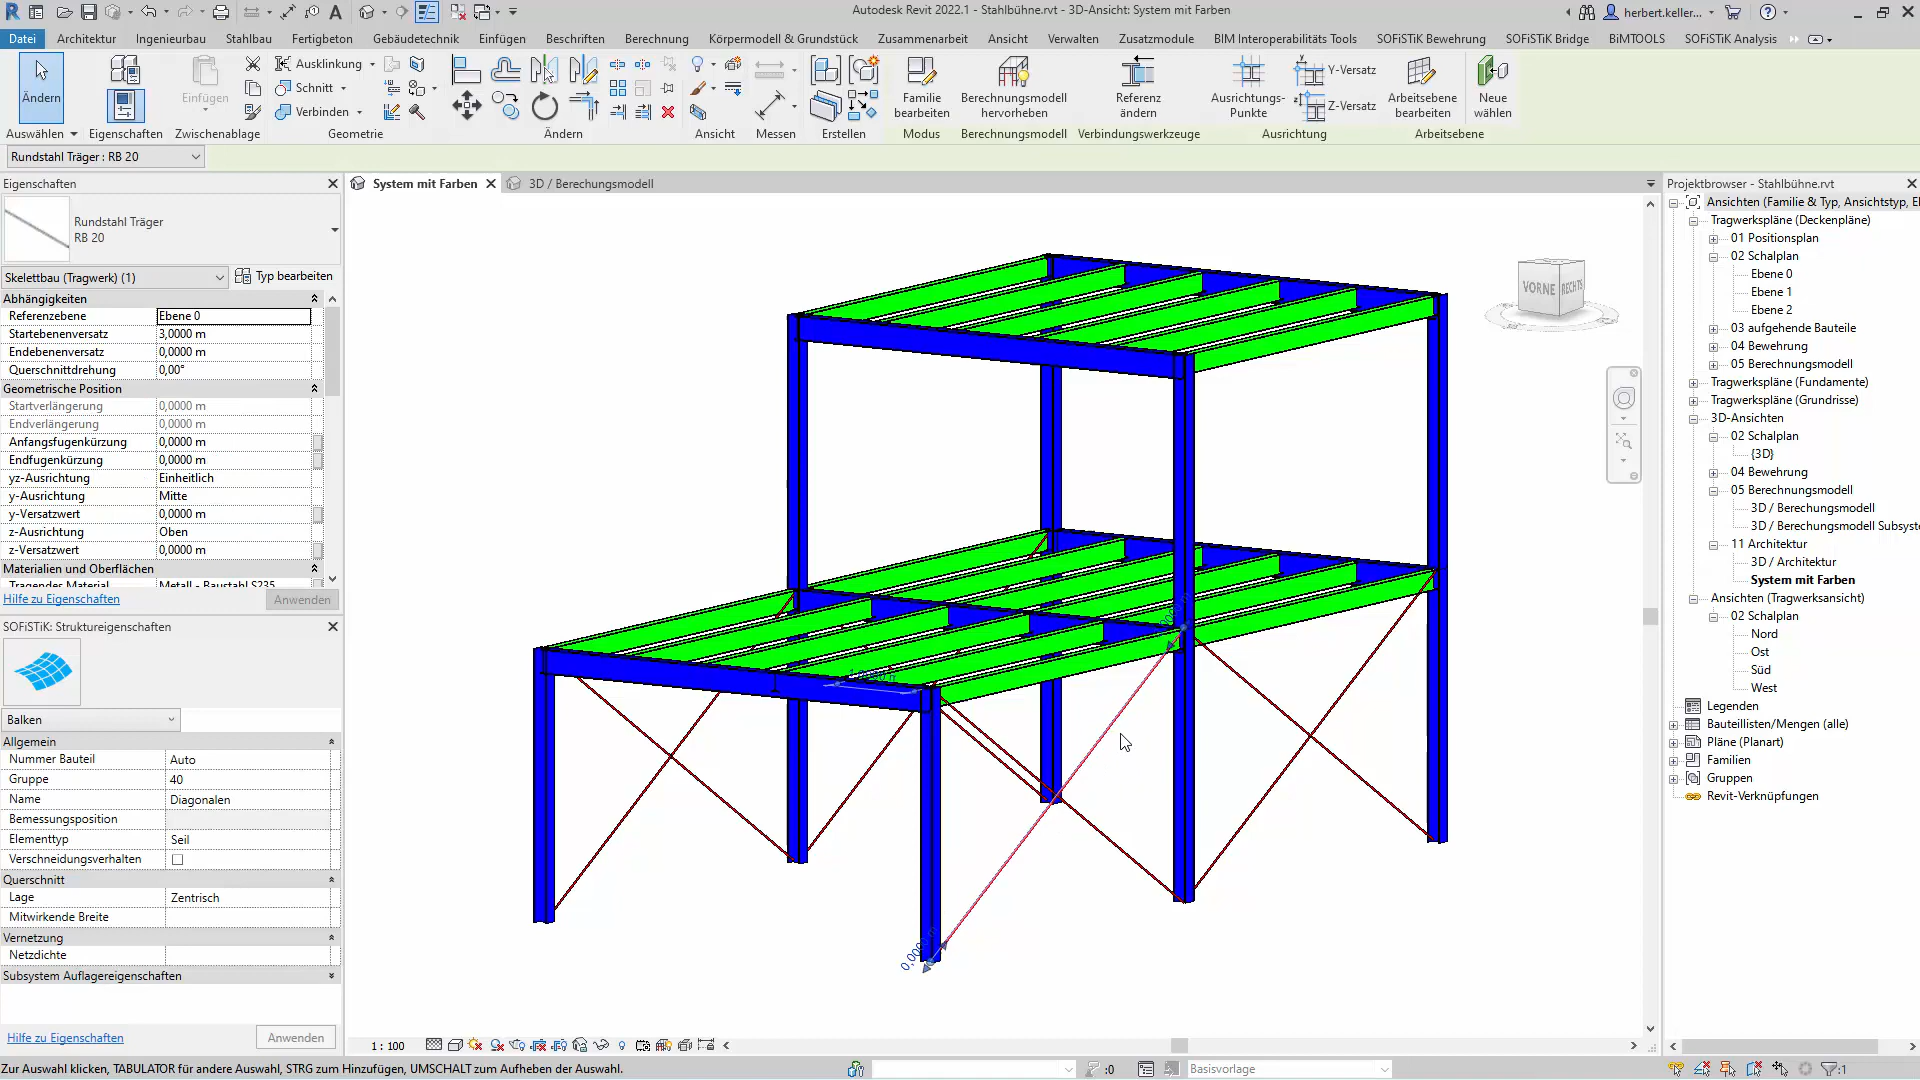 Autodesk Revit 2022.1 - Stahlbühne.rvt - 3D-Ansicht: System mit Farben
herbert.keller...
Datei Architektur Ingenieurbau Stahlbau Fertigbeton Gebäudetechnik Einfügen Beschriften Berechnung Körpermodell & Grundstück Zusammenarbeit Ansicht Verwalten Zusatzmodule BIM Interoperabilitäts Tools SOFiSTiK Bewehrung SOFiSTiK Bridge BiMTOOLS SOFiSTiK Analysis
Ändern
Einfügen
Ausklinkung
Schnitt
Verbinden
Familie bearbeiten
Berechnungsmodell hervorheben
Referenz ändern
Ausrichtungs-Punkte
Y-Versatz
Z-Versatz
Arbeitsebene bearbeiten
Neue wählen
Auswählen Eigenschaften Zwischenablage Geometrie Ändern Ansicht Messen Erstellen Modus Berechnungsmodell Verbindungswerkzeuge Ausrichtung Arbeitsebene
Rundstahl Träger : RB 20
Eigenschaften
Rundstahl Träger
RB 20
Skelettbau (Tragwerk) (1)
Typ bearbeiten
Abhängigkeiten
Referenzebene Ebene 0
Startebenenversatz 3,0000 m
Endebenenversatz 0,0000 m
Querschnittdrehung 0,00°
Geometrische Position
Startverlängerung 0,0000 m
Endverlängerung 0,0000 m
Anfangsfugenkürzung 0,0000 m
Endfugenkürzung 0,0000 m
yz-Ausrichtung Einheitlich
y-Ausrichtung Mitte
y-Versatzwert 0,0000 m
z-Ausrichtung Oben
z-Versatzwert 0,0000 m
Materialien und Oberflächen
Tragendes Material Metall - Baustahl S235
Hilfe zu Eigenschaften
Anwenden
SOFiSTiK: Struktureigenschaften
Balken
Allgemein
Nummer Bauteil Auto
Gruppe 40
Name Diagonalen
Bemessungsposition
Elementtyp Seil
Verschneidungsverhalten
Querschnitt
Lage Zentrisch
Mitwirkende Breite
Vernetzung
Netzdichte
Subsystem Auflagereigenschaften
Hilfe zu Eigenschaften
Anwenden
System mit Farben
3D / Berechungsmodell
VORNE
RECHTS
0,0000 m
1 : 100
Projektbrowser - Stahlbühne.rvt
Ansichten (Familie & Typ, Ansichtstyp, E
Tragwerkspläne (Deckenpläne)
01 Positionsplan
02 Schalplan
Ebene 0
Ebene 1
Ebene 2
03 aufgehende Bauteile
04 Bewehrung
05 Berechnungsmodell
Tragwerkspläne (Fundamente)
Tragwerkspläne (Grundrisse)
3D-Ansichten
02 Schalplan
{3D}
04 Bewehrung
05 Berechnungsmodell
3D / Berechungsmodell
3D / Berechungsmodell Subsyste
11 Architektur
3D / Architektur
System mit Farben
Ansichten (Tragwerksansicht)
02 Schalplan
Nord
Ost
Süd
West
Legenden
Bauteillisten/Mengen (alle)
Pläne (Planart)
Familien
Gruppen
Revit-Verknüpfungen
Zur Auswahl klicken, TABULATOR für andere Auswahl, STRG zum Hinzufügen, UMSCHALT zum Aufheben der Auswahl.
:0
Basisvorlage
:1